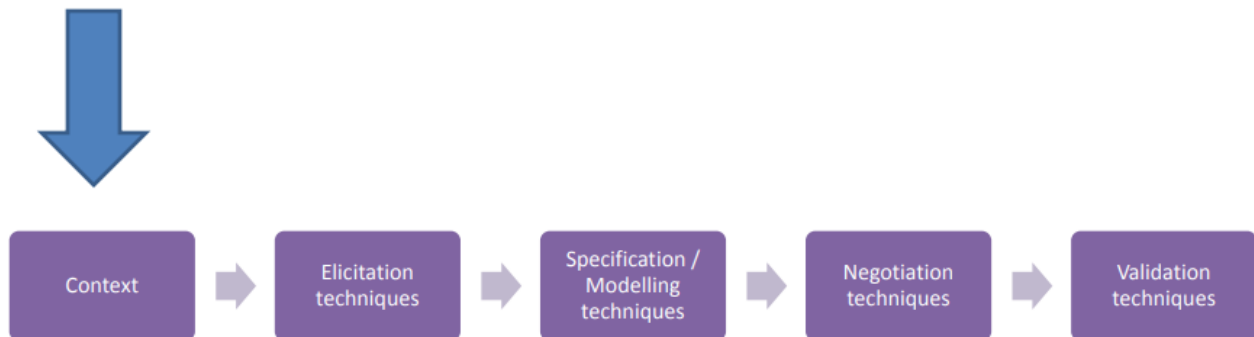 Context
Elicitation
techniques
Specification /
Modelling
techniques
Negotiation
techniques
Validation
techniques